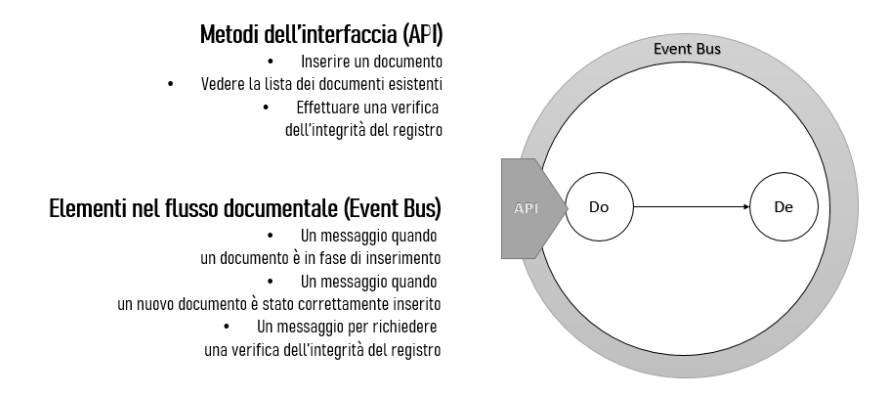 Metodi dell'interfaccia (API)
• Inserire un documento
• Vedere la lista dei documenti esistenti
• Effettuare una verifica
dell'integrità del registro
Elementi nel flusso documentale (Event Bus)
• Un messaggio quando
un documento è in fase di inserimento
• Un messaggio quando
un nuovo documento è stato correttamente inserito
• Un messaggio per richiedere
una verifica dell'integrità del registro
Event Bus
API
Do
De